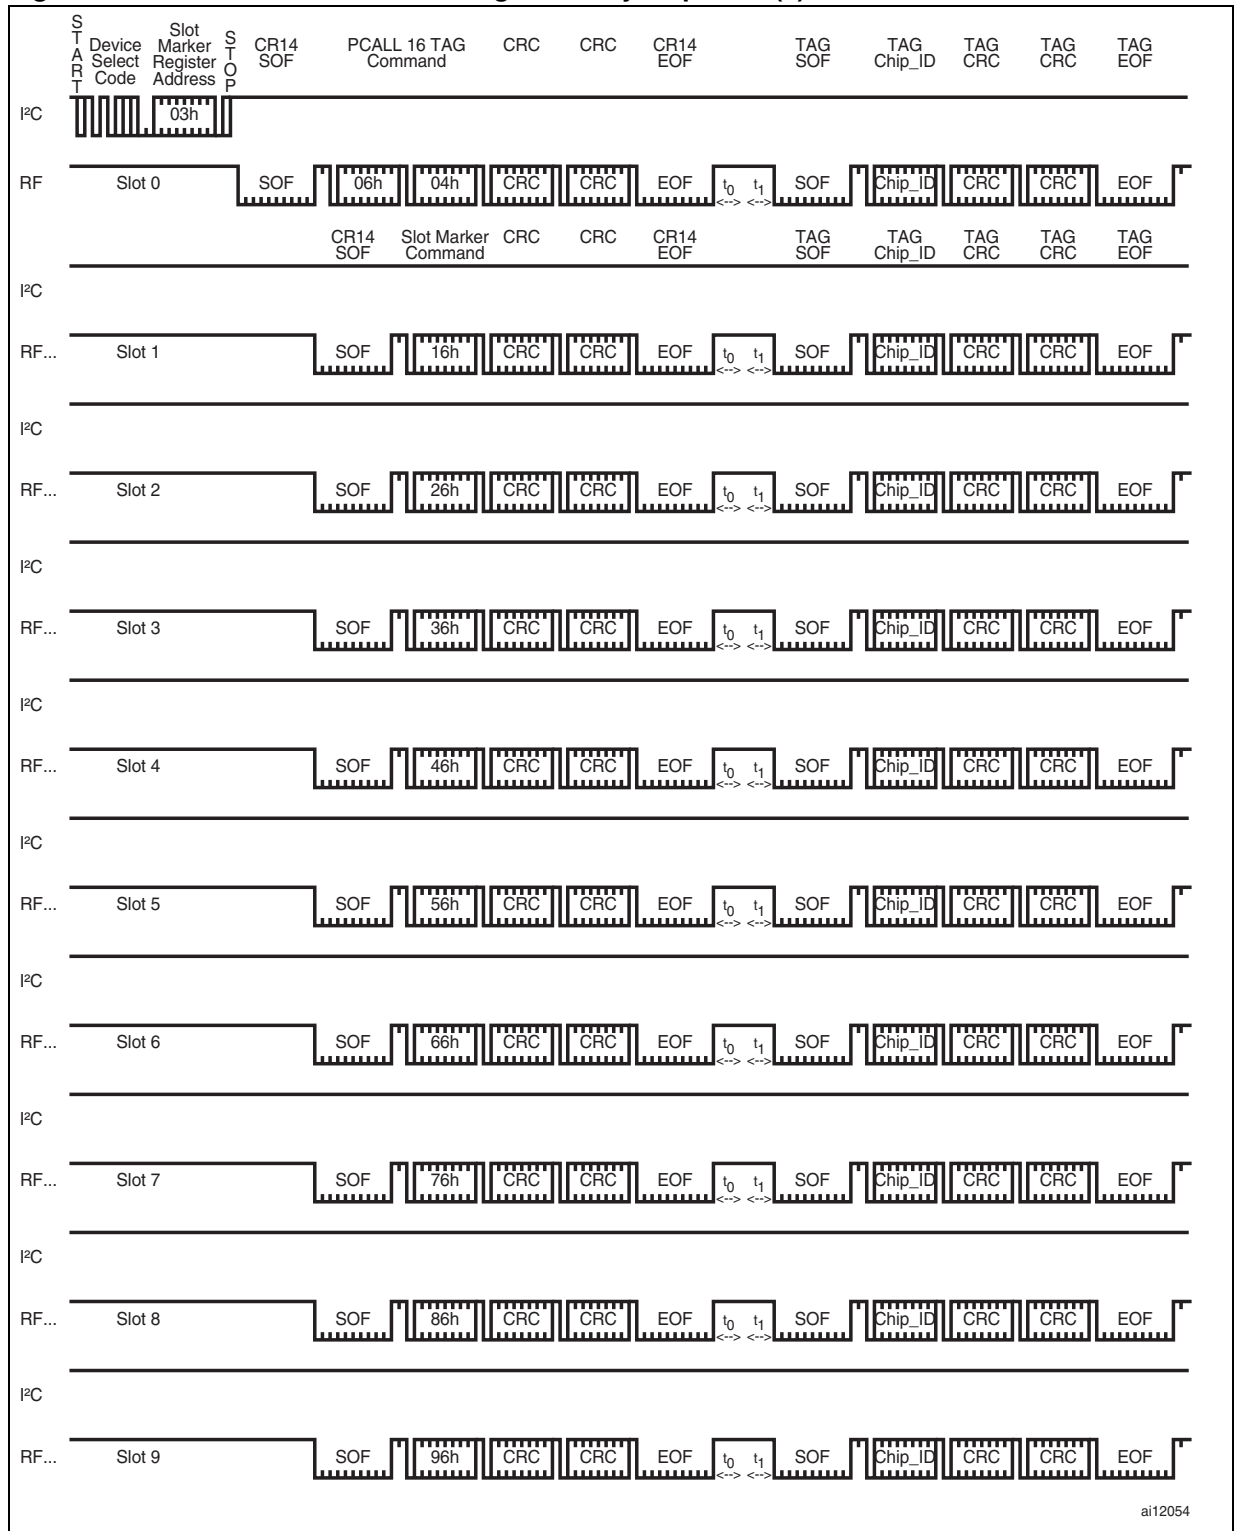 START Device Select Code Slot Marker Register Address STOP CR14 SOF PCALL 16 TAG Command CRC CRC CR14 EOF TAG SOF TAG Chip_ID TAG CRC TAG CRC TAG EOF
I²C 03h
RF Slot 0 SOF 06h 04h CRC CRC EOF t0 t1 SOF Chip_ID CRC CRC EOF
<--> <-->
CR14 SOF Slot Marker Command CRC CRC CR14 EOF TAG SOF TAG Chip_ID TAG CRC TAG CRC TAG EOF
I²C
RF... Slot 1 SOF 16h CRC CRC EOF t0 t1 SOF Chip_ID CRC CRC EOF
<--> <-->
I²C
RF... Slot 2 SOF 26h CRC CRC EOF t0 t1 SOF Chip_ID CRC CRC EOF
<--> <-->
I²C
RF... Slot 3 SOF 36h CRC CRC EOF t0 t1 SOF Chip_ID CRC CRC EOF
<--> <-->
I²C
RF... Slot 4 SOF 46h CRC CRC EOF t0 t1 SOF Chip_ID CRC CRC EOF
<--> <-->
I²C
RF... Slot 5 SOF 56h CRC CRC EOF t0 t1 SOF Chip_ID CRC CRC EOF
<--> <-->
I²C
RF... Slot 6 SOF 66h CRC CRC EOF t0 t1 SOF Chip_ID CRC CRC EOF
<--> <-->
I²C
RF... Slot 7 SOF 76h CRC CRC EOF t0 t1 SOF Chip_ID CRC CRC EOF
<--> <-->
I²C
RF... Slot 8 SOF 86h CRC CRC EOF t0 t1 SOF Chip_ID CRC CRC EOF
<--> <-->
I²C
RF... Slot 9 SOF 96h CRC CRC EOF t0 t1 SOF Chip_ID CRC CRC EOF
<--> <-->
ai12054